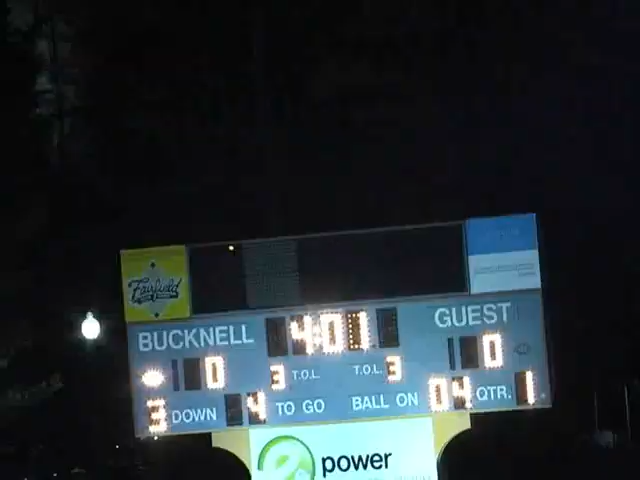 Fairfield
BUCKNELL 4:01 GUEST
0 3 T.O.L. T.O.L. 3 0
3 DOWN 4 TO GO BALL ON 04 QTR. 1
e power